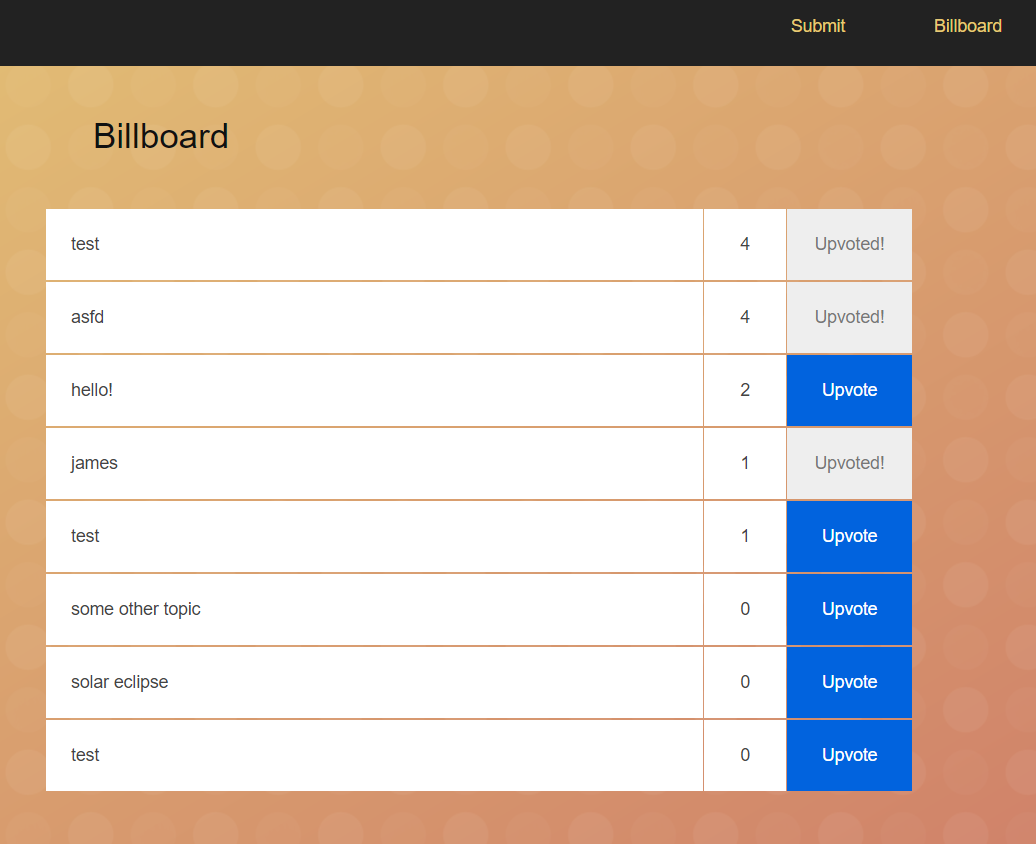 Submit Billboard
Billboard
test 4 Upvoted!
asfd 4 Upvoted!
hello! 2 Upvote
james 1 Upvoted!
test 1 Upvote
some other topic 0 Upvote
solar eclipse 0 Upvote
test 0 Upvote